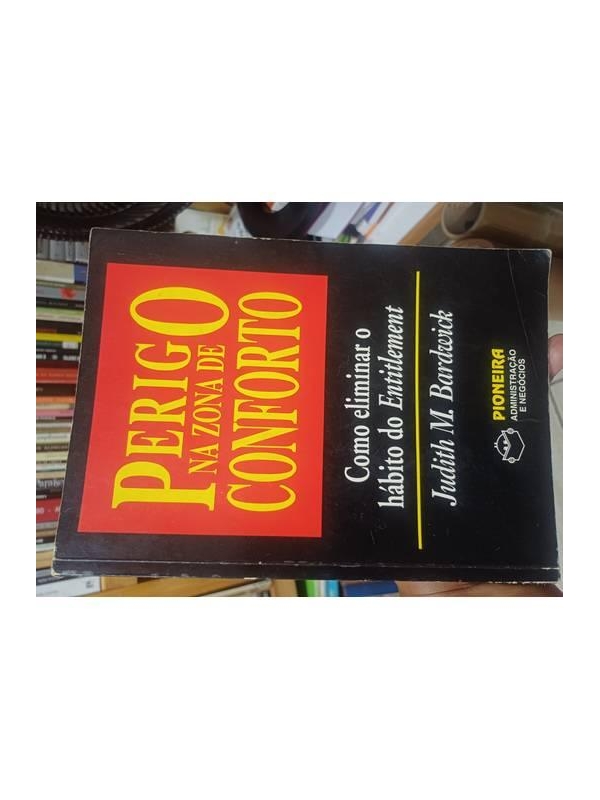 PERIGO
NA ZONA DE
CONFORTO
Como eliminar o
hábito do Entitlement
Judith M. Bardwick
PIONEIRA
ADMINISTRAÇÃO
E NEGÓCIOS